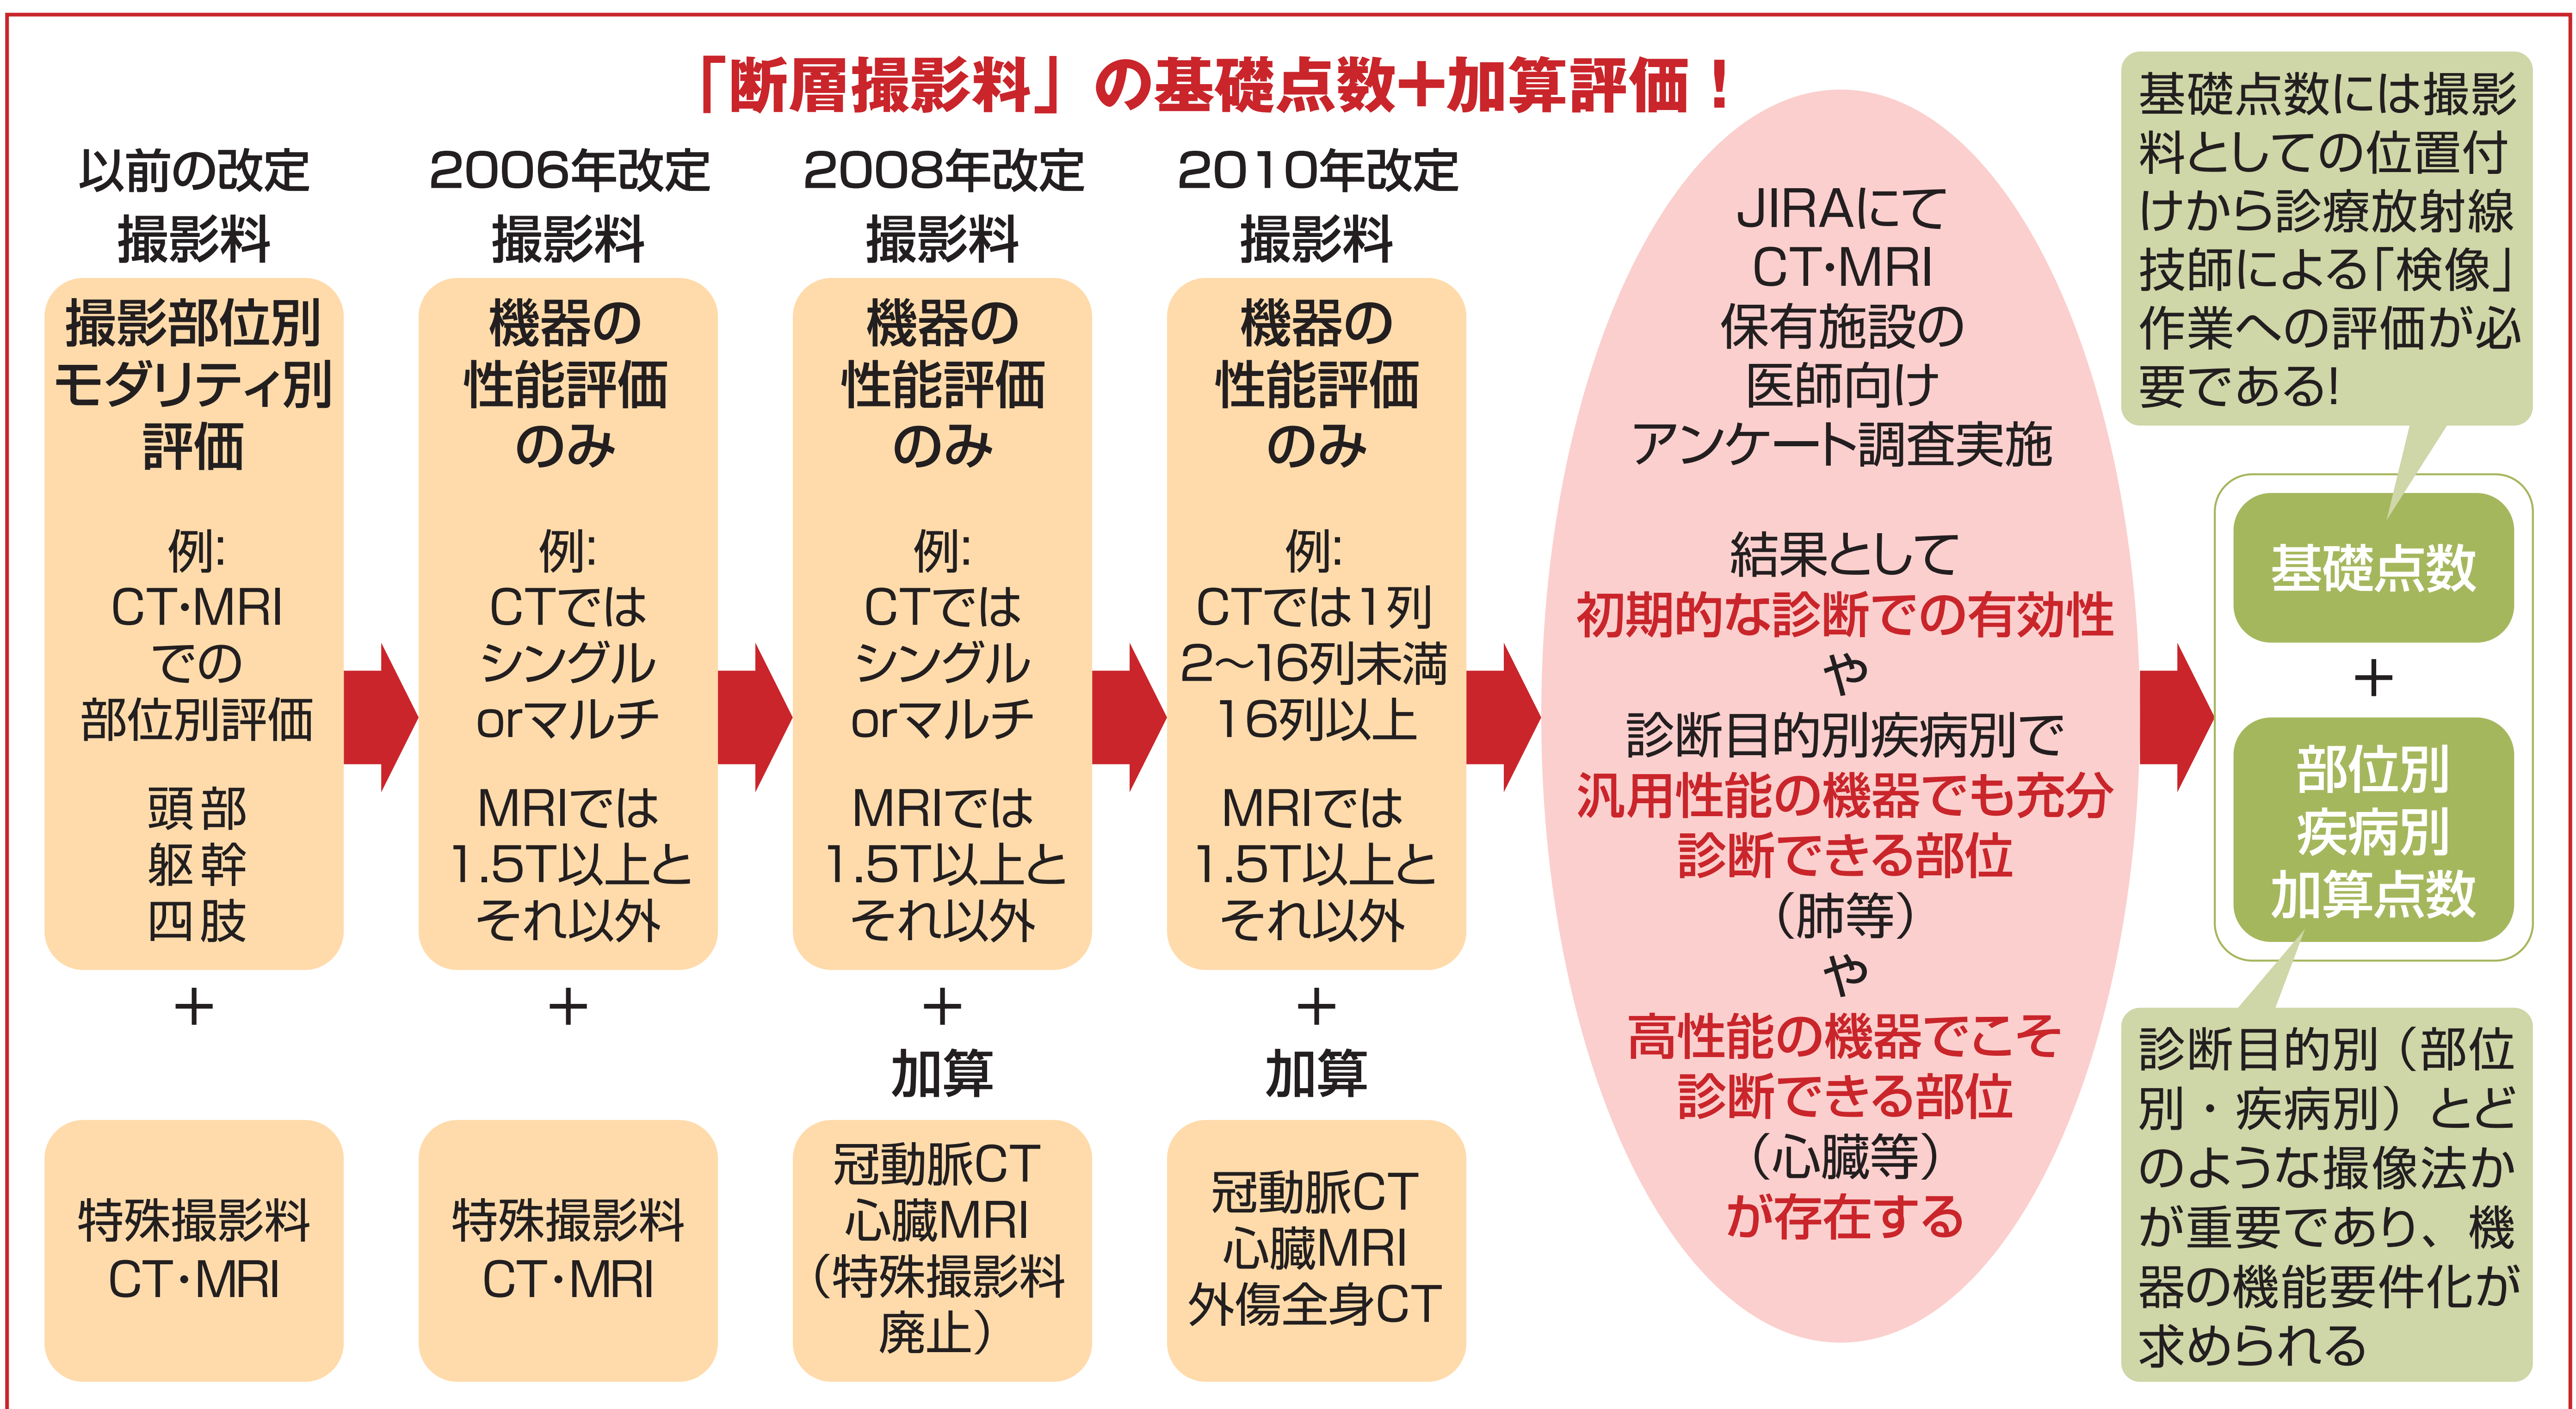 「断層撮影料」の基礎点数+加算評価!
以前の改定
撮影料
撮影部位別
モダリティ別
評価
例:
CT・MRI
での
部位別評価
頭部
躯幹
四肢
+
特殊撮影料
CT・MRI
2006年改定
撮影料
機器の
性能評価
のみ
例:
CTでは
シングル
orマルチ
MRIでは
1.5T以上と
それ以外
+
特殊撮影料
CT・MRI
2008年改定
撮影料
機器の
性能評価
のみ
例:
CTでは
シングル
orマルチ
MRIでは
1.5T以上と
それ以外
+
加算
冠動脈CT
心臓MRI
(特殊撮影料
廃止)
2010年改定
撮影料
機器の
性能評価
のみ
例:
CTでは1列
2〜16列未満
16列以上
MRIでは
1.5T以上と
それ以外
+
加算
冠動脈CT
心臓MRI
外傷全身CT
JIRAにて
CT・MRI
保有施設の
医師向け
アンケート調査実施
結果として
初期的な診断での有効性
や
診断目的別疾病別で
汎用性能の機器でも充分
診断できる部位
(肺等)
や
高性能の機器でこそ
診断できる部位
(心臓等)
が存在する
基礎点数には撮影
料としての位置付
けから診療放射線
技師による「検像」
作業への評価が必
要である!
基礎点数
+
部位別
疾病別
加算点数
診断目的別(部位
別・疾病別)とど
のような撮像法か
が重要であり、機
器の機能要件化が
求められる